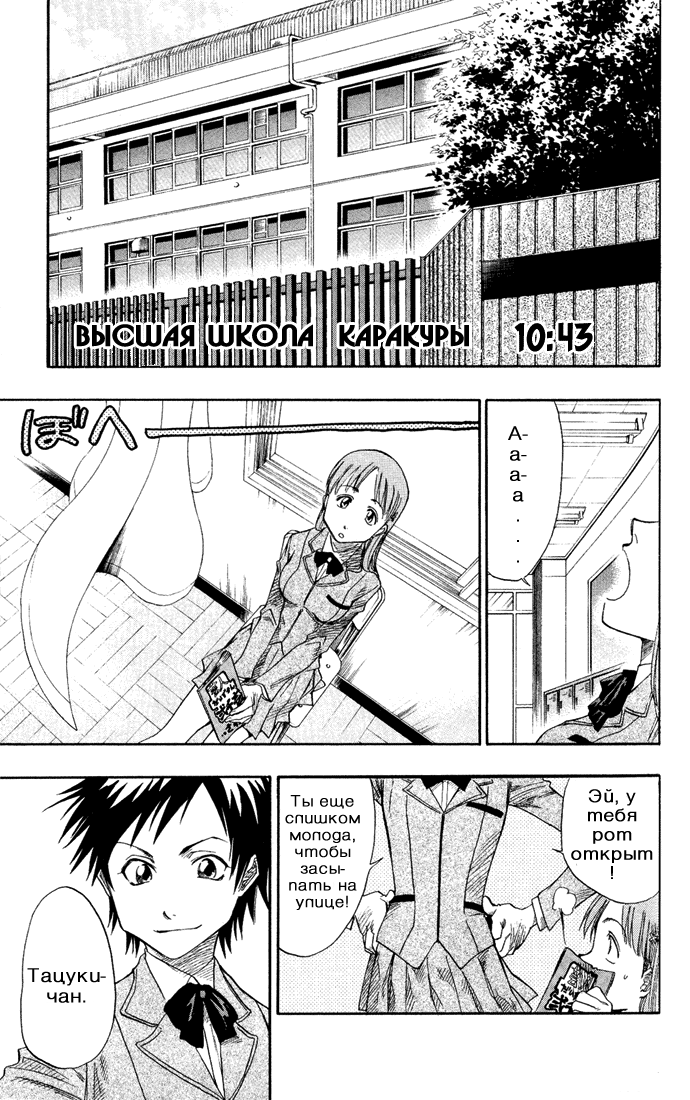 ВЫСШАЯ ШКОЛА КАРАКУРЫ 10:43
А-
а-
а-
а
.
.
.
ぼへ
Эй, у
тебя
рот
открыт
!
Ты еще
слишком
молода,
чтобы
засы-
пать на
улице!
Тацуки-
чан.